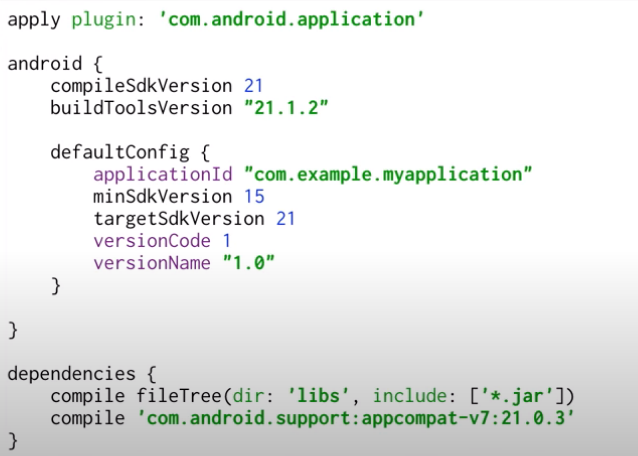 apply plugin: 'com.android.application'
android {
compileSdkVersion 21
buildToolsVersion "21.1.2"
defaultConfig {
applicationId "com.example.myapplication"
minSdkVersion 15
targetSdkVersion 21
versionCode 1
versionName "1.0"
}
}
dependencies {
compile fileTree(dir: 'libs', include: ['*.jar'])
compile 'com.android.support:appcompat-v7:21.0.3'
}